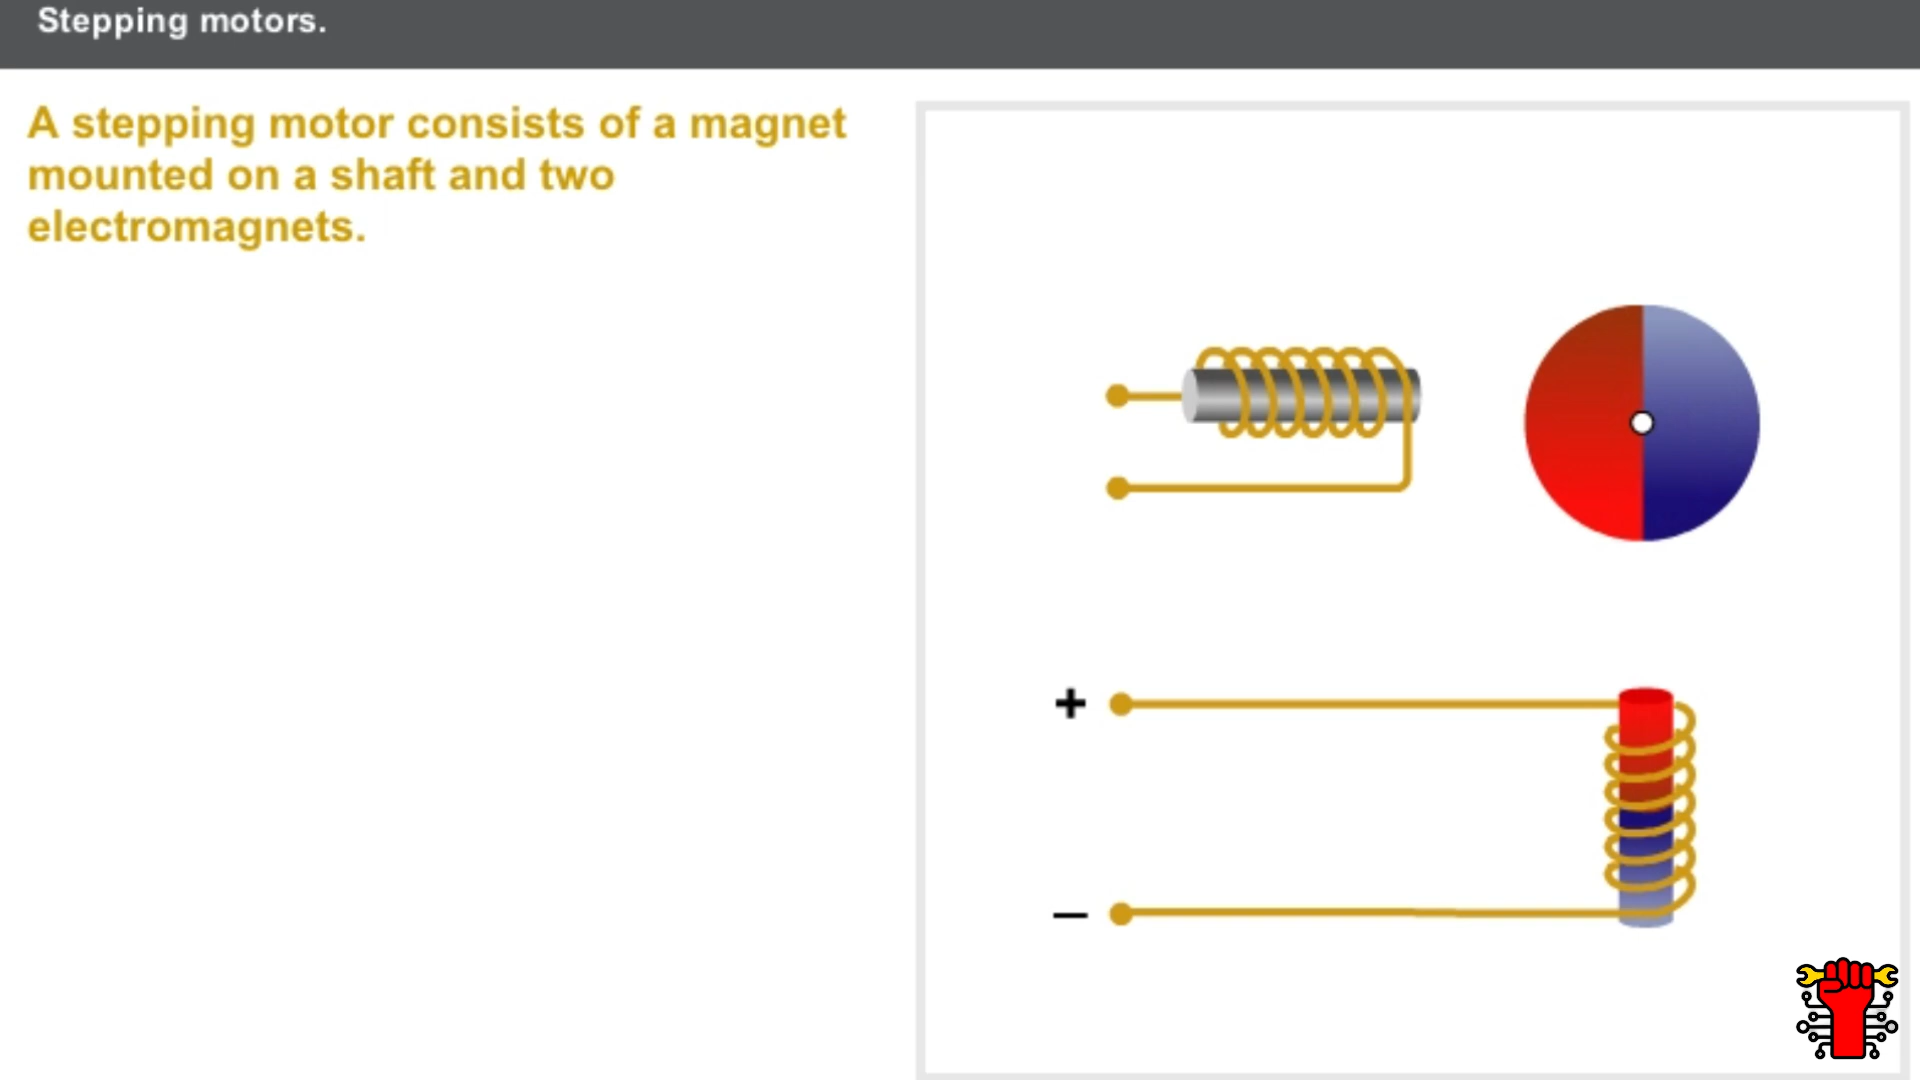 Stepping motors.
A stepping motor consists of a magnet
mounted on a shaft and two
electromagnets.
+
–